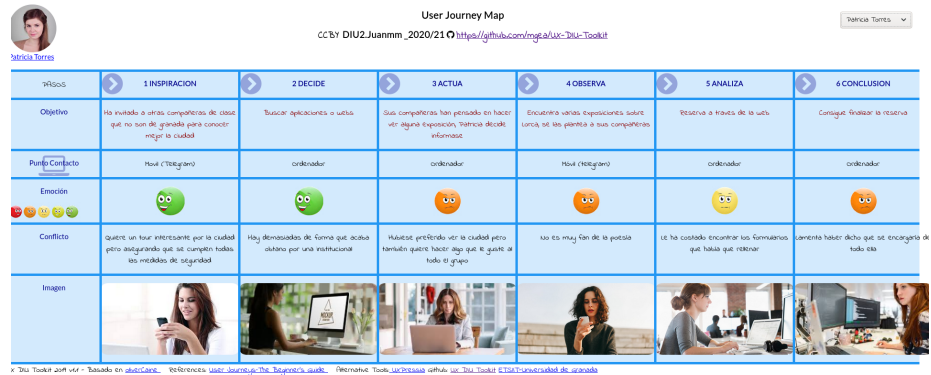 User Journey Map
CCBY DIU2.Juanmm _2020/21 https://github.com/mgea/UX-DIU-Toolkit
Patricia Torres
Patricia Torres
PASOS
1 INSPIRACION
2 DECIDE
3 ACTUA
4 OBSERVA
5 ANALIZA
6 CONCLUSION
Objetivo
Ha invitado a otras compañeras de clase
que no son de granada para conocer
mejor la ciudad
Buscar aplicaciones o webs
Sus compañeras han pensado en hacer
ver alguna exposición, Patricia decide
informase
Encuentra varias exposiciones sobre
Lorca, se las plantea a sus compañeras
Reserva a traves de la web
Consigue finalizar la reserva
Punto Contacto
Movil (Telegram)
Ordenador
Ordenador
Móvil (telegram)
Ordenador
Ordenador
Emoción
Conflicto
Quiere un tour interesante por la ciudad
pero asegurando que se cumplen todas
las medidas de seguridad
Hay demasiadas de forma que acaba
obtano por una institucional
Hubiese preferido ver la ciudad pero
también quiere hacer algo que le guste al
todo el grupo
No es muy fan de la poesía
Le ha costado encontrar los formularios
que había que rellenar
Lamenta haber dicho que se encargaría de
todo ella
Imagen
MOCKUP
UX DIU Toolkit 2019 v4.1 - Basado en oliverCaine References: User Journeys-The Beginner's guide Alternative Tools: UXPressia github: UX DIU Toolkit ETSIIT-Universidad de granada